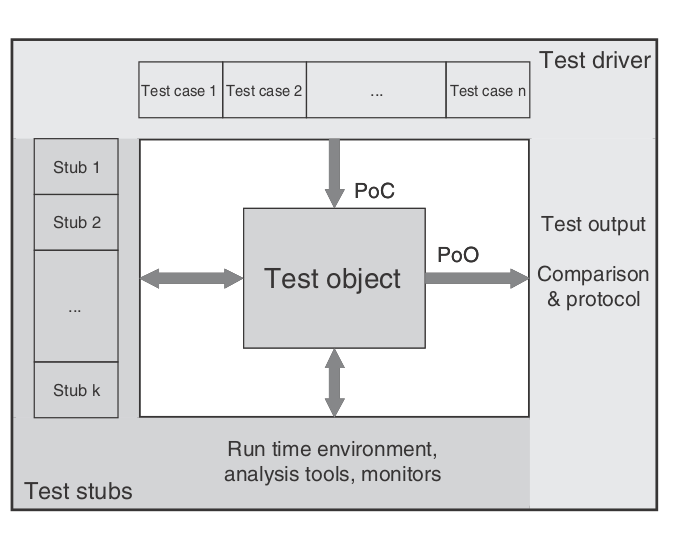 Test driver
Test case 1
Test case 2
...
Test case n
Stub 1
Stub 2
...
Stub k
PoC
Test object
PoO
Test output
Comparison
& protocol
Run time environment,
analysis tools, monitors
Test stubs